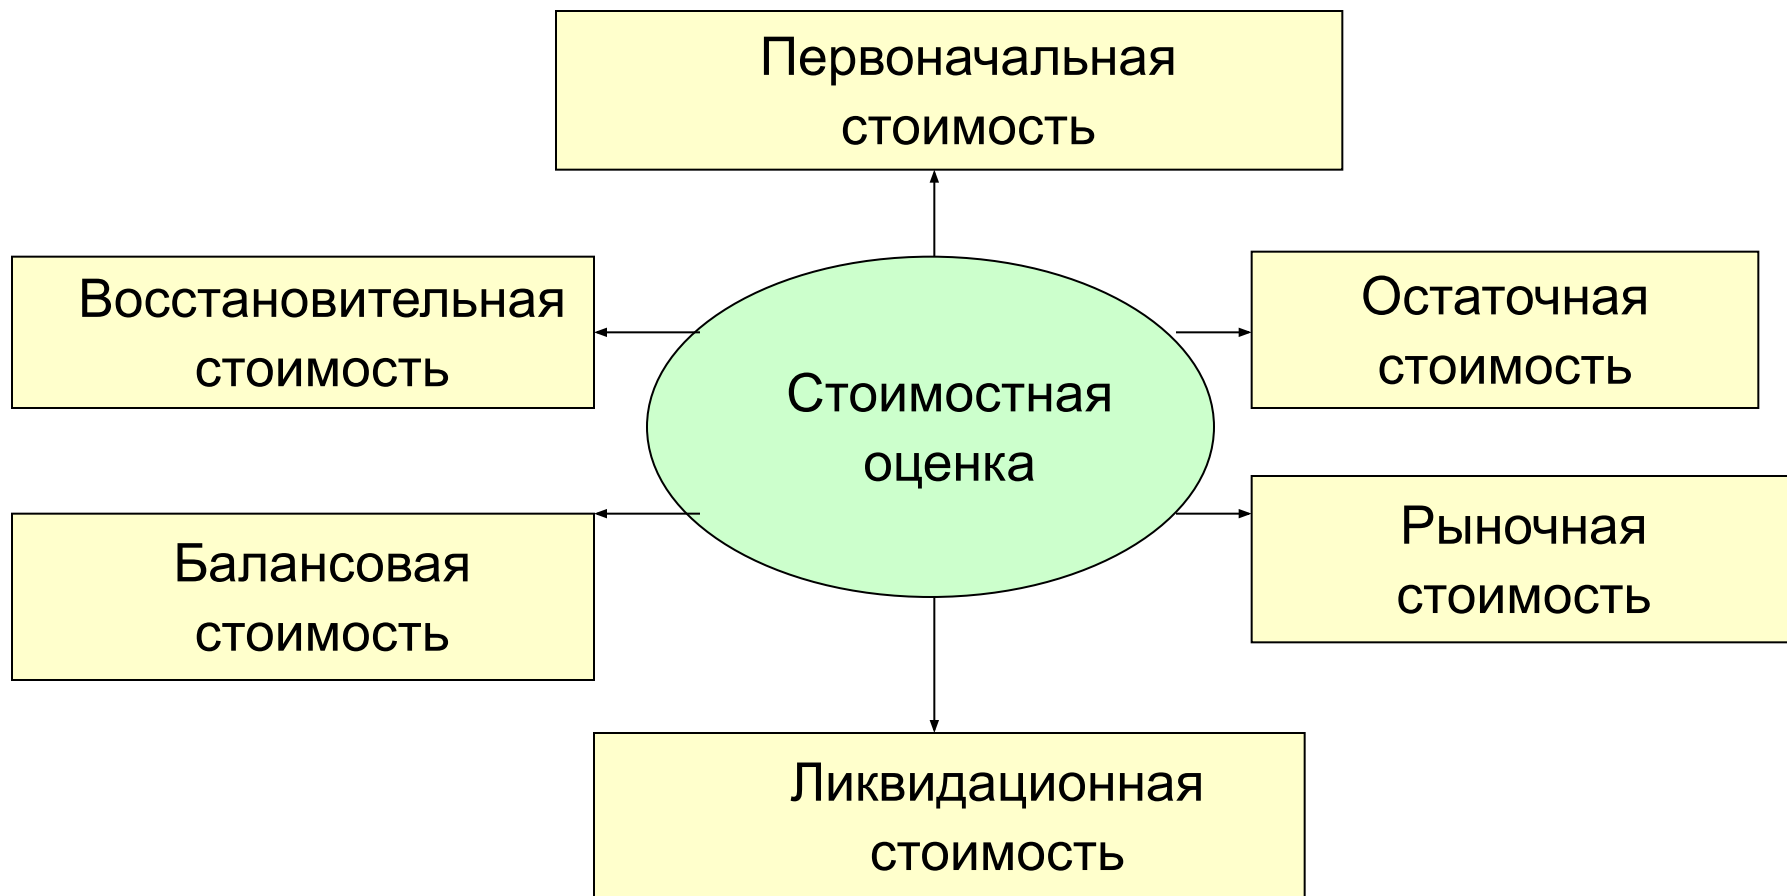 Первоначальная
стоимость
Восстановительная
стоимость
Остаточная
стоимость
Стоимостная
оценка
Балансовая
стоимость
Рыночная
стоимость
Ликвидационная
стоимость